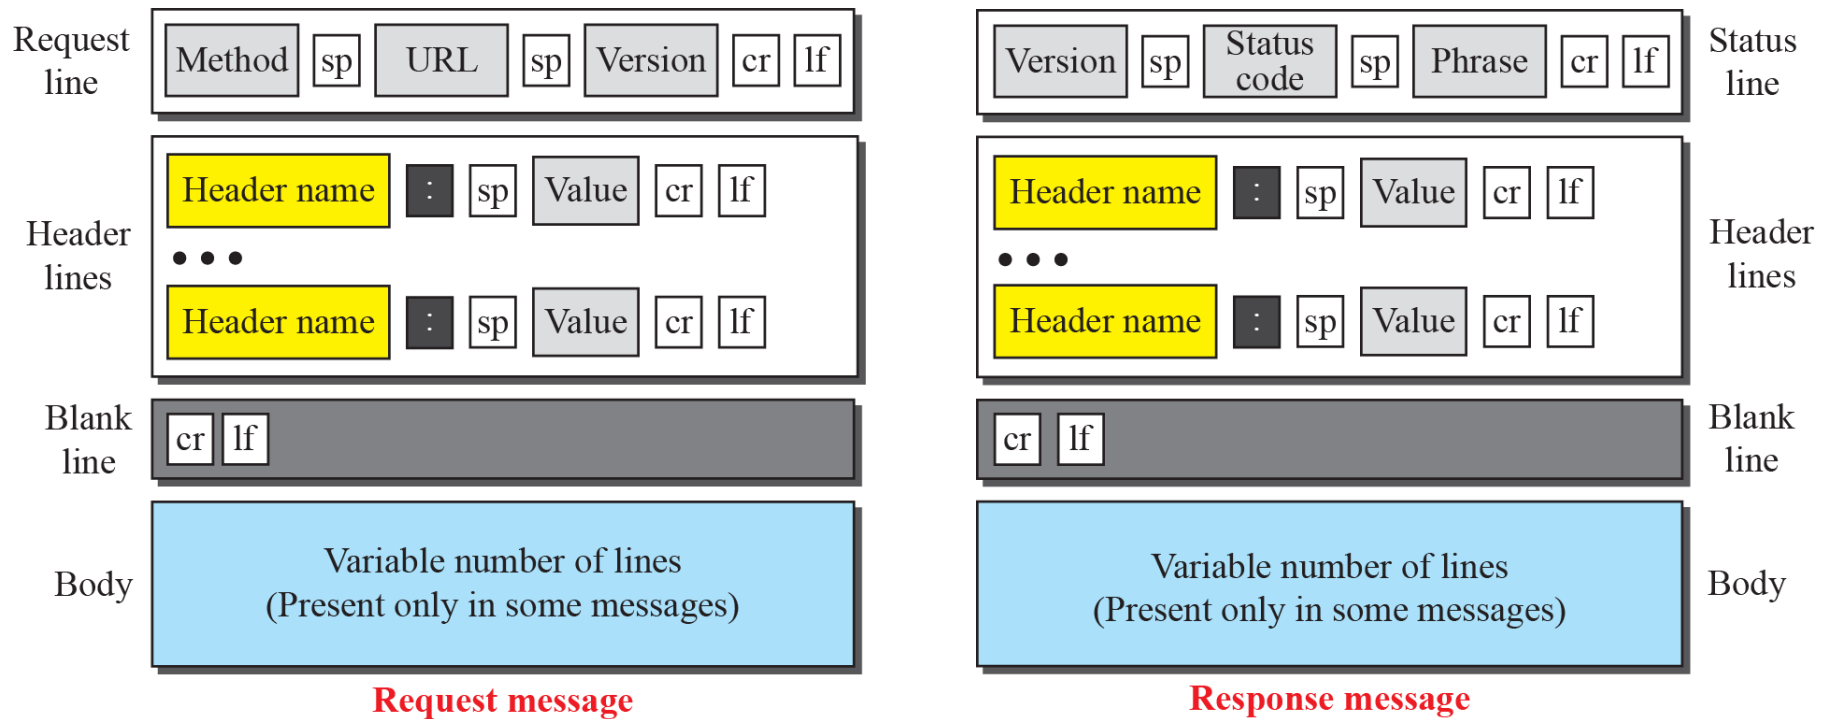 Request
line
Method sp URL sp Version cr lf
Header
lines
Header name : sp Value cr lf
• • •
Header name : sp Value cr lf
Blank
line
cr lf
Body
Variable number of lines
(Present only in some messages)
Request message
Version sp Status code sp Phrase cr lf
Status
line
Header name : sp Value cr lf
• • •
Header name : sp Value cr lf
Header
lines
cr lf
Blank
line
Variable number of lines
(Present only in some messages)
Body
Response message